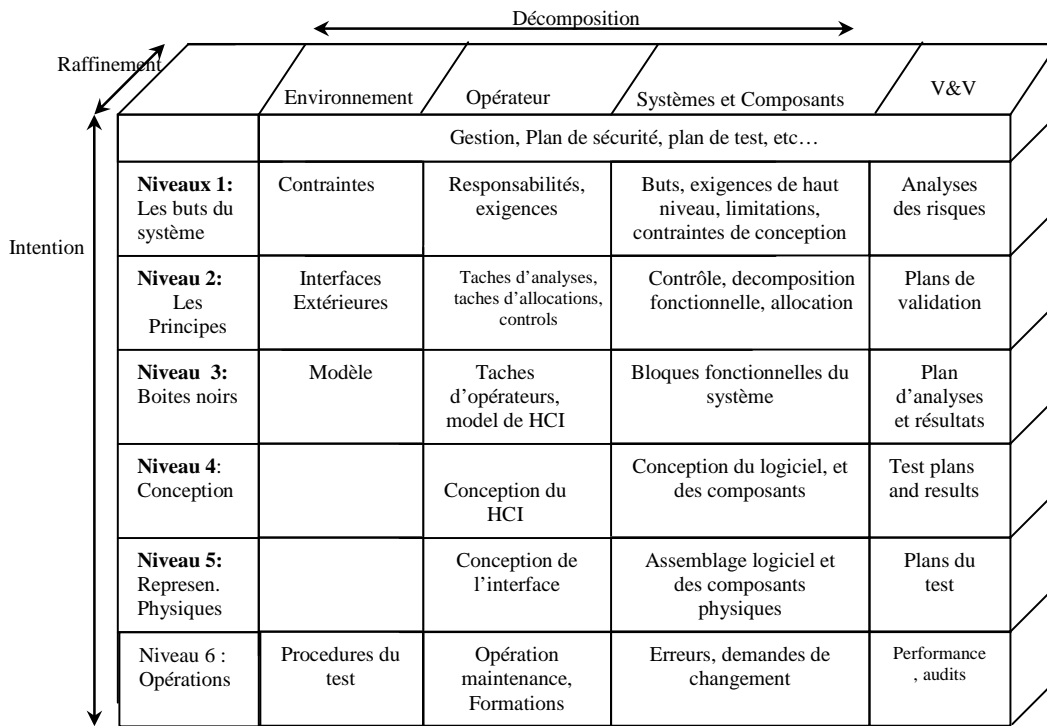 Décomposition
Raffinement
Environnement
Opérateur
Systèmes et Composants
V&V
Gestion, Plan de sécurité, plan de test, etc…
Intention
Niveaux 1:
Les buts du
système
Contraintes
Responsabilités,
exigences
Buts, exigences de haut
niveau, limitations,
contraintes de conception
Analyses
des risques
Niveau 2:
Les
Principes
Interfaces
Extérieures
Taches d’analyses,
taches d’allocations,
controls
Contrôle, decomposition
fonctionnelle, allocation
Plans de
validation
Niveau 3:
Boites noirs
Modèle
Taches
d’opérateurs,
model de HCI
Bloques fonctionnelles du
système
Plan
d’analyses
et résultats
Niveau 4:
Conception
Conception du
HCI
Conception du logiciel, et
des composants
Test plans
and results
Niveau 5:
Represen.
Physiques
Conception de
l’interface
Assemblage logiciel et
des composants
physiques
Plans du
test
Niveau 6 :
Opérations
Procedures du
test
Opération
maintenance,
Formations
Erreurs, demandes de
changement
Performance
, audits